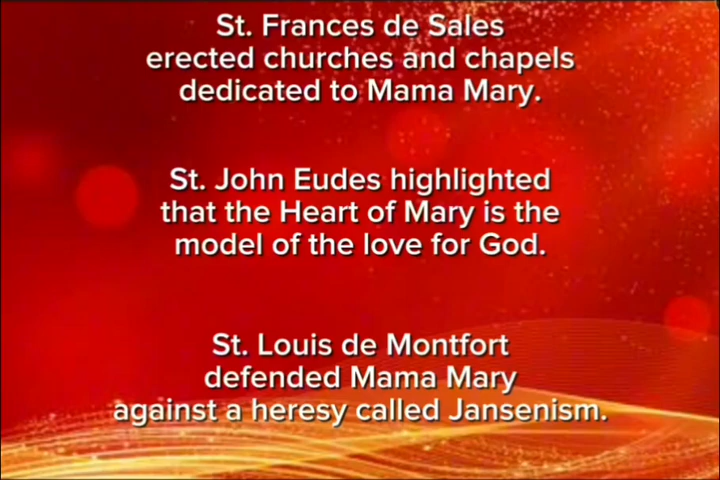 St. Frances de Sales
erected churches and chapels
dedicated to Mama Mary.
St. John Eudes highlighted
that the Heart of Mary is the
model of the love for God.
St. Louis de Montfort
defended Mama Mary
against a heresy called Jansenism.